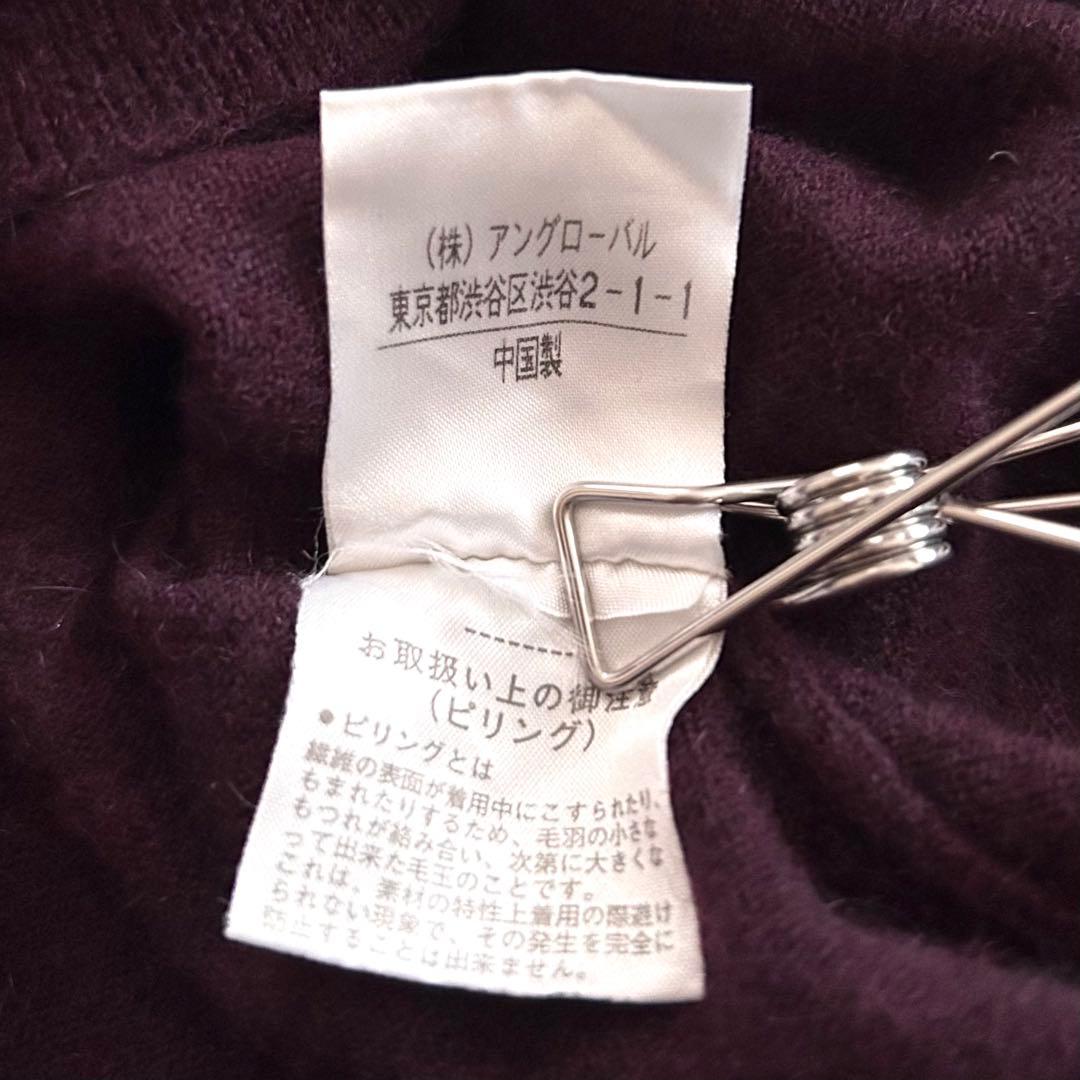 (株)アングローバル
東京都渋谷区渋谷2-1-1
中国製
お取扱い上の御注意
(ピリング)
●ピリングとは
繊維の表面が着用中にこすられたり、
もまれたりするため、毛羽の小さな
もつれが絡み合い、次第に大きくな
って出来た毛玉のことです。
これは、素材の特性上着用の際避け
られない現象で、その発生を完全に
防止することは出来ません。